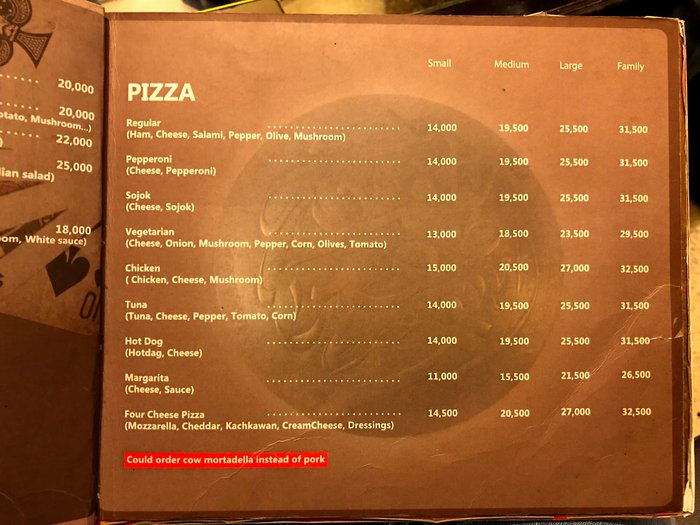 20,000
20,000
Mushroom...)
22,000
25,000
salad)
18,000
White sauce)
Small Medium Large Family
PIZZA
Regular 14,000 19,500 25,500 31,500
(Ham, Cheese, Salami, Pepper, Olive, Mushroom)
Pepperoni 14,000 19,500 25,500 31,500
(Cheese, Pepperoni)
Sojok 14,000 19,500 25,500 31,500
(Cheese, Sojok)
Vegetarian 13,000 18,500 23,500 29,500
(Cheese, Onion, Mushroom, Pepper, Corn, Olives, Tomato)
Chicken 15,000 20,500 27,000 32,500
( Chicken, Cheese, Mushroom)
Tuna 14,000 19,500 25,500 31,500
(Tuna, Cheese, Pepper, Tomato, Corn)
Hot Dog 14,000 19,500 25,500 31,500
(Hotdag, Cheese)
Margarita 11,000 15,500 21,500 26,500
(Cheese, Sauce)
Four Cheese Pizza 14,500 20,500 27,000 32,500
(Mozzarella, Cheddar, Kachkawan, CreamCheese, Dressings)
Could order cow mortadella instead of pork